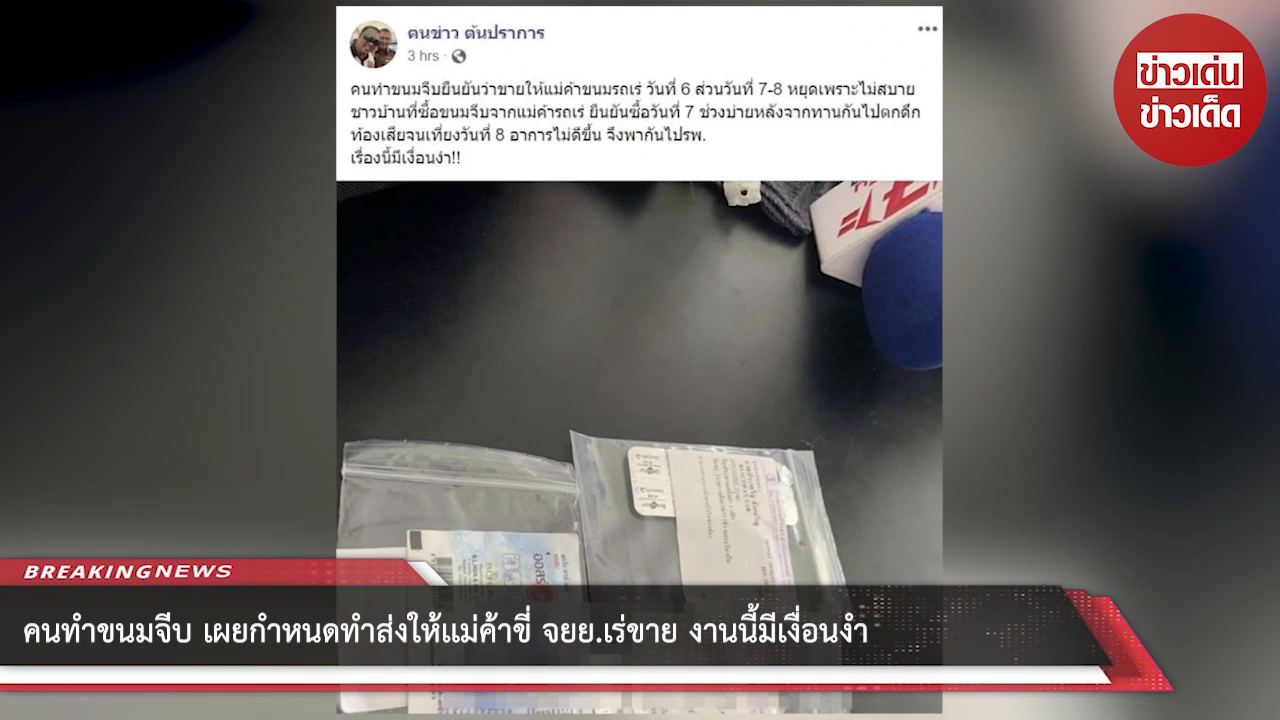 คนข่าว ต้นปราการ
3 hrs ·
คนทำขนมจีบยืนยันว่าขายให้แม่ค้าขนมรถเร่ วันที่ 6 ส่วนวันที่ 7-8 หยุดเพราะไม่สบาย
ชาวบ้านที่ซื้อขนมจีบจากแม่ค้ารถเร่ ยืนยันซื้อวันที่ 7 ช่วงบ่ายหลังจากทานกันไปตกดึก
ท้องเสียจนเที่ยงวันที่ 8 อาการไม่ดีขึ้น จึงพากันไปรพ.
เรื่องนี้มีเงื่อนงำ!!
ข่าวเด่น
ข่าวเด็ด
BREAKING NEWS
คนทำขนมจีบ เผยกำหนดทำส่งให้แม่ค้าขี่ จยย.เร่ขาย งานนี้มีเงื่อนงำ